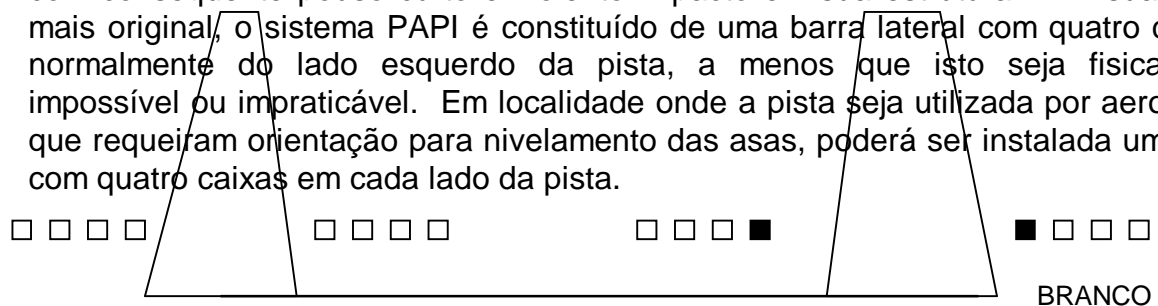 mais original, o sistema PAPI é constituído de uma barra lateral com quatro
normalmente do lado esquerdo da pista, a menos que isto seja
impossível ou impraticável. Em localidade onde a pista seja utilizada por
que requeiram orientação para nivelamento das asas, poderá ser instalada
com quatro caixas em cada lado da pista.
BRANCO